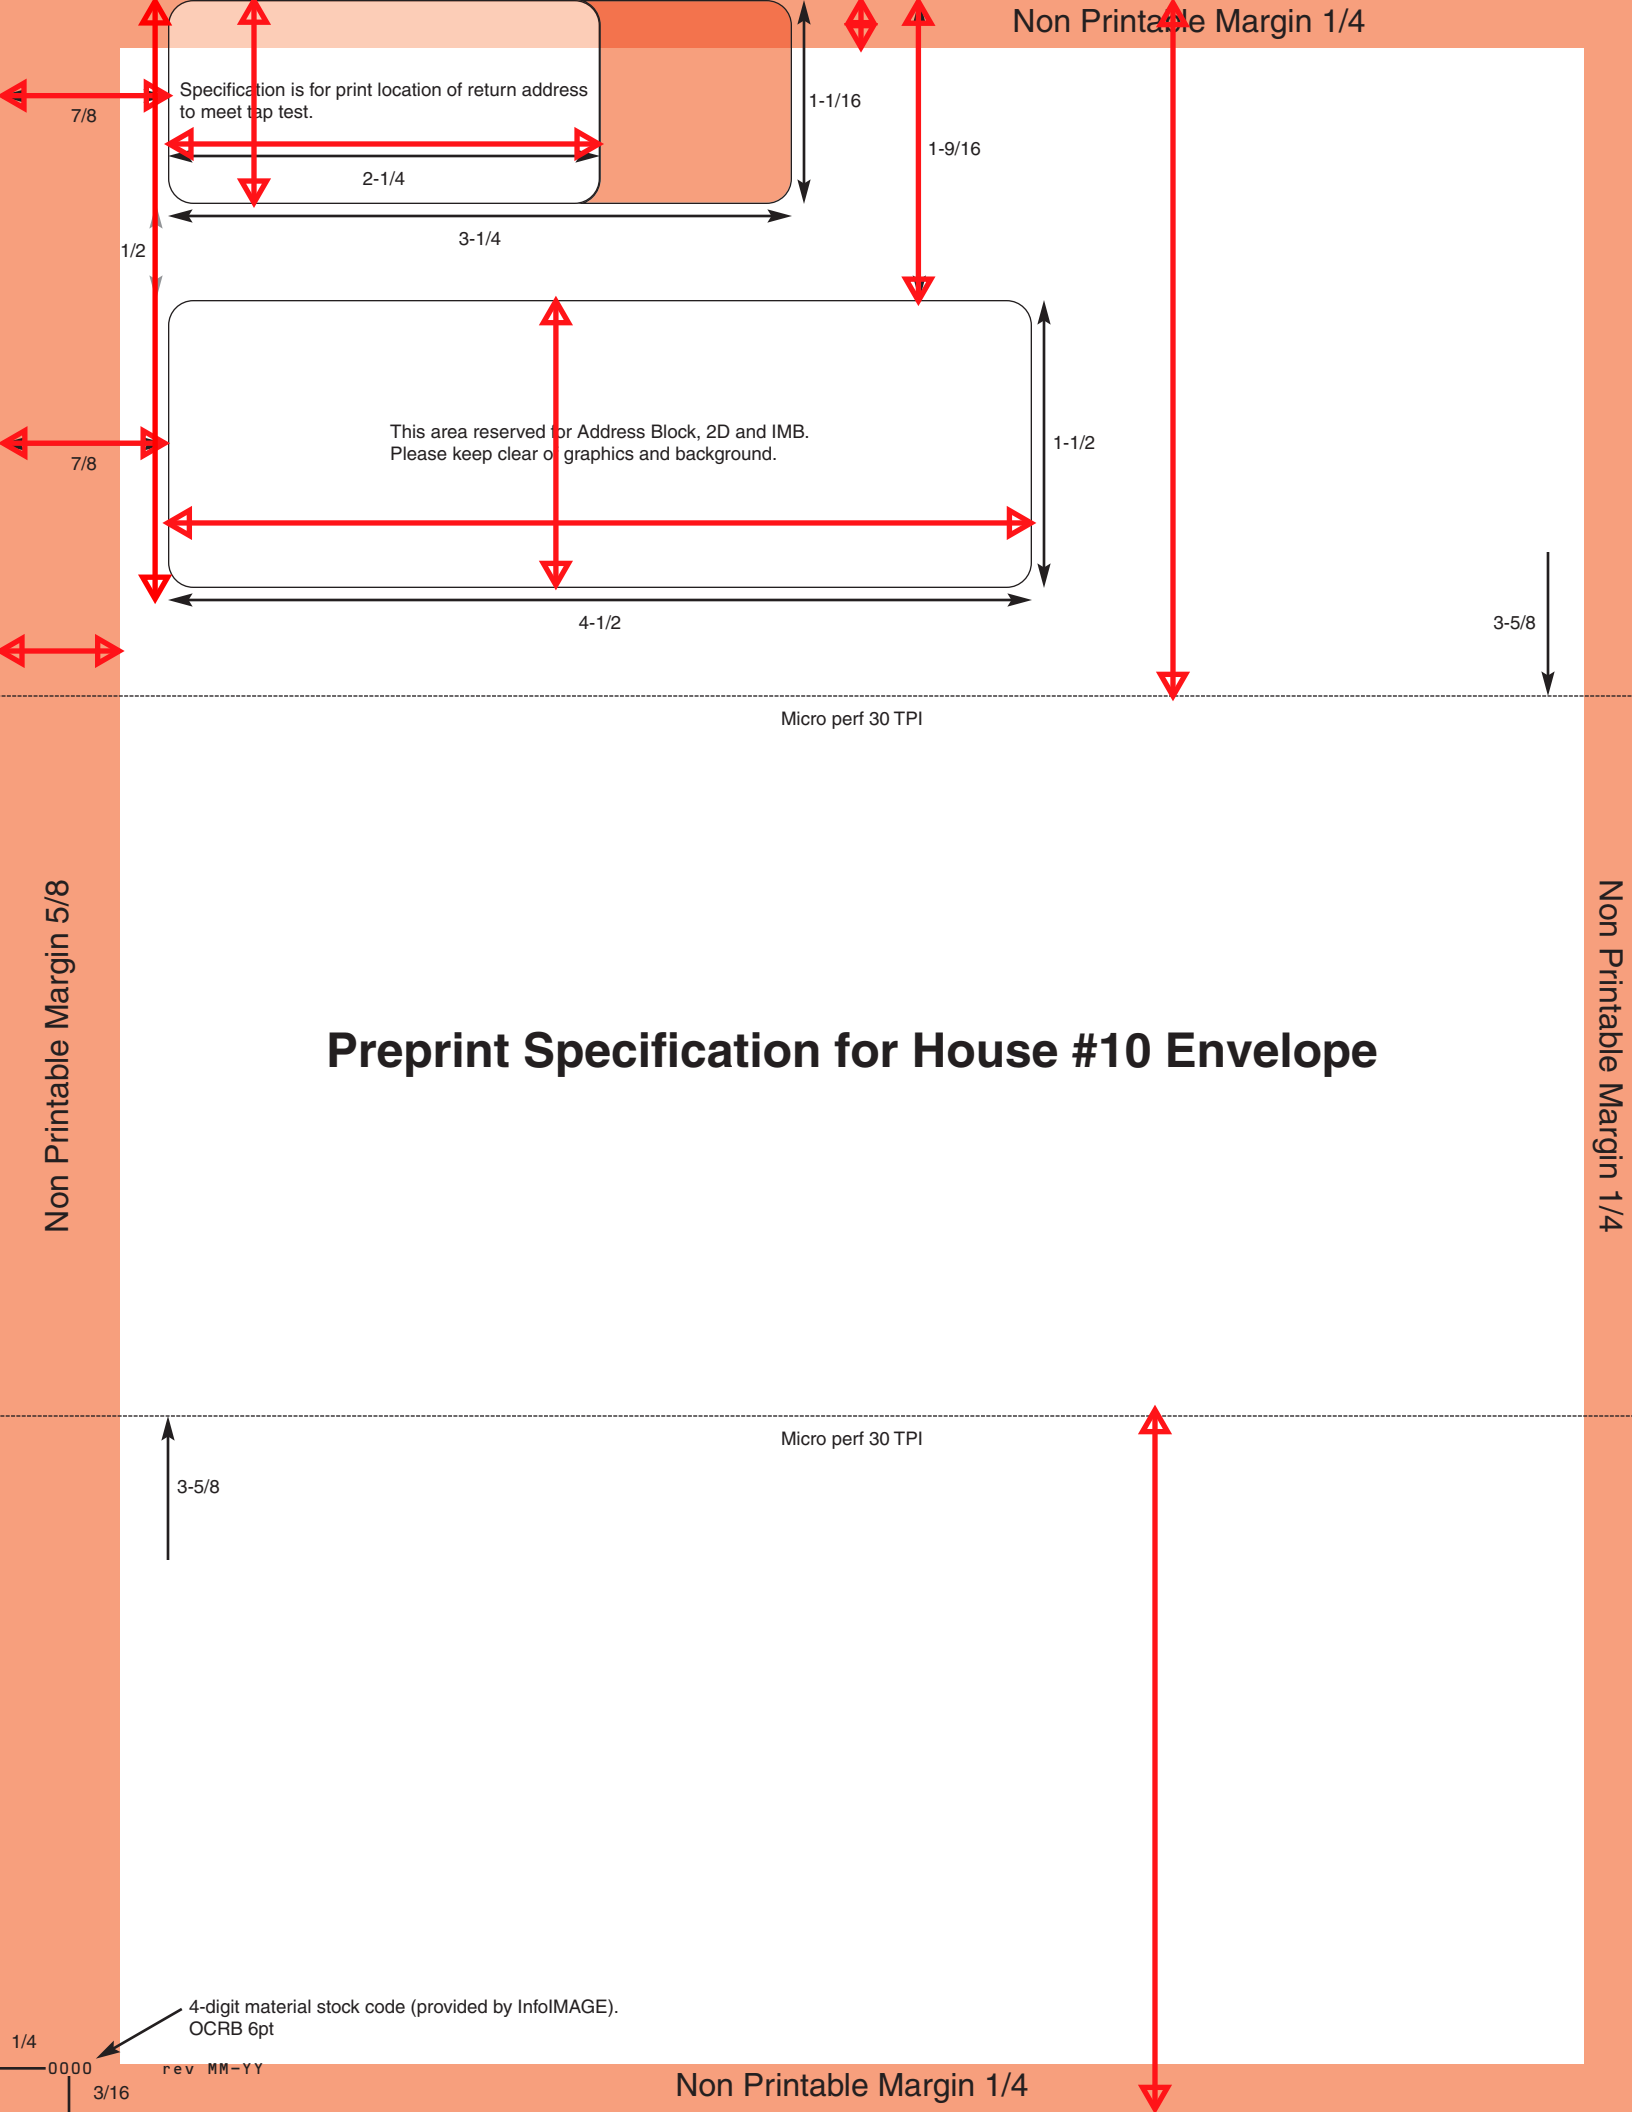 Non Printable Margin 1/4
Specification is for print location of return address
to meet tap test.
7/8
1-1/16
1-9/16
2-1/4
3-1/4
1/2
This area reserved for Address Block, 2D and IMB.
Please keep clear of graphics and background.
7/8
1-1/2
4-1/2
3-5/8
Micro perf 30 TPI
Non Printable Margin 5/8
Non Printable Margin 1/4
Preprint Specification for House #10 Envelope
Micro perf 30 TPI
3-5/8
4-digit material stock code (provided by InfoIMAGE).
OCRB 6pt
1/4
0000 rev MM-YY
3/16
Non Printable Margin 1/4